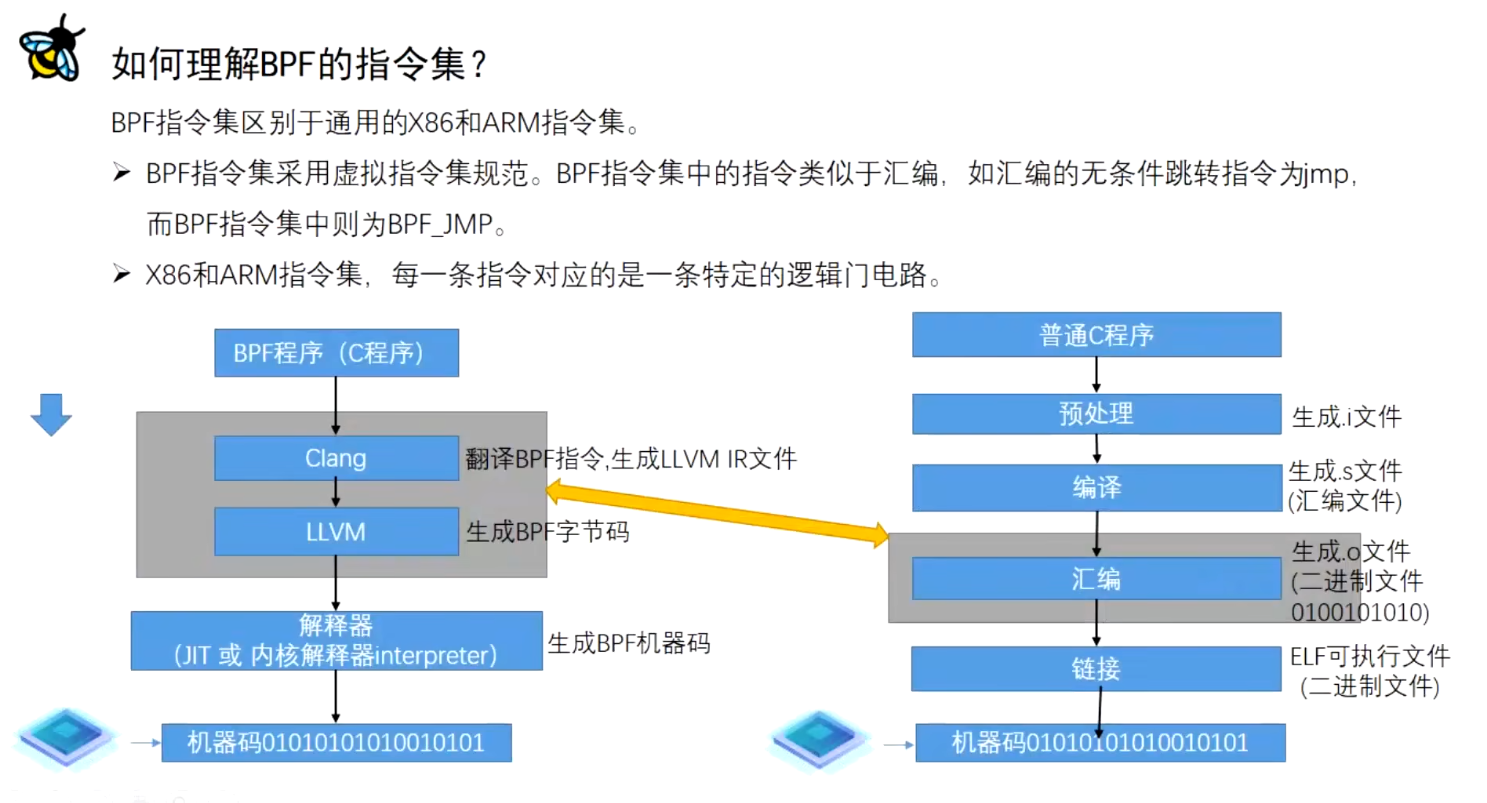 如何理解BPF的指令集？
BPF指令集区别于通用的X86和ARM指令集。
➢ BPF指令集采用虚拟指令集规范。BPF指令集中的指令类似于汇编，如汇编的无条件跳转指令为jmp，
而BPF指令集中则为BPF_JMP。
➢ X86和ARM指令集，每一条指令对应的是一条特定的逻辑门电路。
BPF程序（C程序）
Clang
翻译BPF指令,生成LLVM IR文件
LLVM
生成BPF字节码
解释器
（JIT 或 内核解释器interpreter）
生成BPF机器码
机器码01010101010010101
普通C程序
预处理
生成.i文件
编译
生成.s文件
(汇编文件)
汇编
生成.o文件
(二进制文件
0100101010)
链接
ELF可执行文件
(二进制文件)
机器码01010101010010101